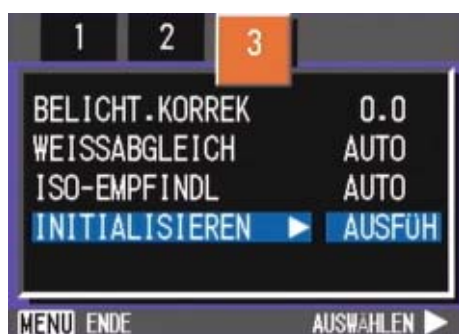 1 2 3
BELICHT.KORREK 0.0
WEISSABGLEICH AUTO
ISO-EMPFINDL AUTO
INITIALISIEREN ▶ AUSFÜH
MENU ENDE AUSWÄHLEN ▶